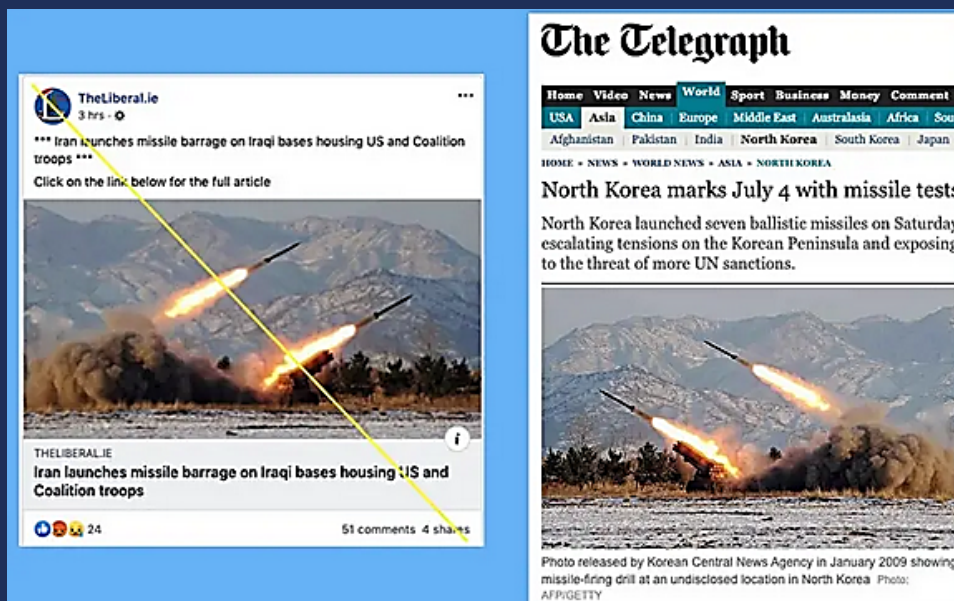 TheLiberal.ie
3 hrs ·
*** Iran launches missile barrage on Iraqi bases housing US and Coalition
troops ***
Click on the link below for the full article
i
THELIBERAL.IE
Iran launches missile barrage on Iraqi bases housing US and
Coalition troops
24 51 comments 4 shares
The Telegraph
Home Video News World Sport Business Money Comment
USA Asia China Europe Middle East Australasia Africa Sou
Afghanistan Pakistan India North Korea South Korea Japan
HOME » NEWS » WORLD NEWS » ASIA » NORTH KOREA
North Korea marks July 4 with missile tests
North Korea launched seven ballistic missiles on Saturday
escalating tensions on the Korean Peninsula and exposing
to the threat of more UN sanctions.
Photo released by Korean Central News Agency in January 2009 showing
missile-firing drill at an undisclosed location in North Korea Photo:
AFP/GETTY